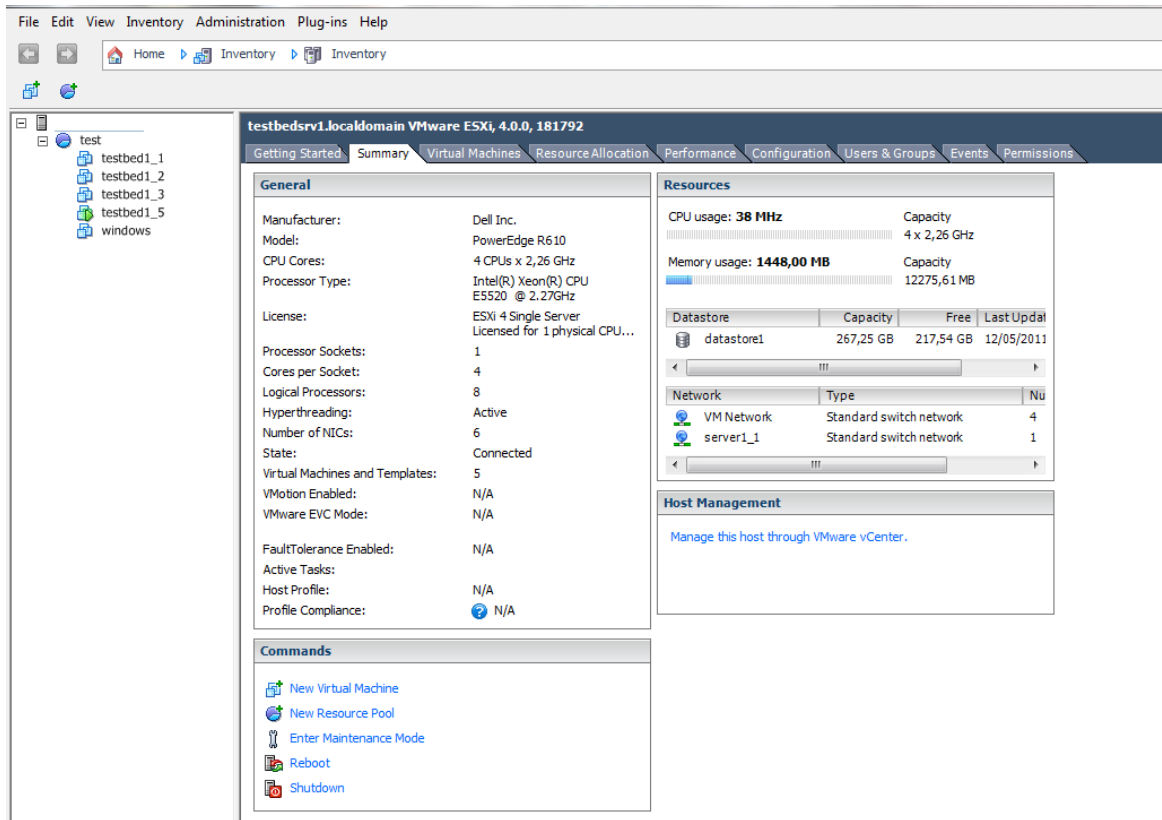 File Edit View Inventory Administration Plug-ins Help
Home Inventory Inventory
test
testbed1_1
testbed1_2
testbed1_3
testbed1_5
windows
testbedsrv1.localdomain VMware ESXi, 4.0.0, 181792
Getting Started Summary Virtual Machines Resource Allocation Performance Configuration Users & Groups Events Permissions
General
Manufacturer: Dell Inc.
Model: PowerEdge R610
CPU Cores: 4 CPUs x 2,26 GHz
Processor Type: Intel(R) Xeon(R) CPU
E5520 @ 2.27GHz
License: ESXi 4 Single Server
Licensed for 1 physical CPU...
Processor Sockets: 1
Cores per Socket: 4
Logical Processors: 8
Hyperthreading: Active
Number of NICs: 6
State: Connected
Virtual Machines and Templates: 5
VMotion Enabled: N/A
VMware EVC Mode: N/A
FaultTolerance Enabled: N/A
Active Tasks:
Host Profile: N/A
Profile Compliance: N/A
Commands
New Virtual Machine
New Resource Pool
Enter Maintenance Mode
Reboot
Shutdown
Resources
CPU usage: 38 MHz Capacity
4 x 2,26 GHz
Memory usage: 1448,00 MB Capacity
12275,61 MB
Datastore Capacity Free Last Updat
datastore1 267,25 GB 217,54 GB 12/05/2011
Network Type Nu
VM Network Standard switch network 4
server1_1 Standard switch network 1
Host Management
Manage this host through VMware vCenter.